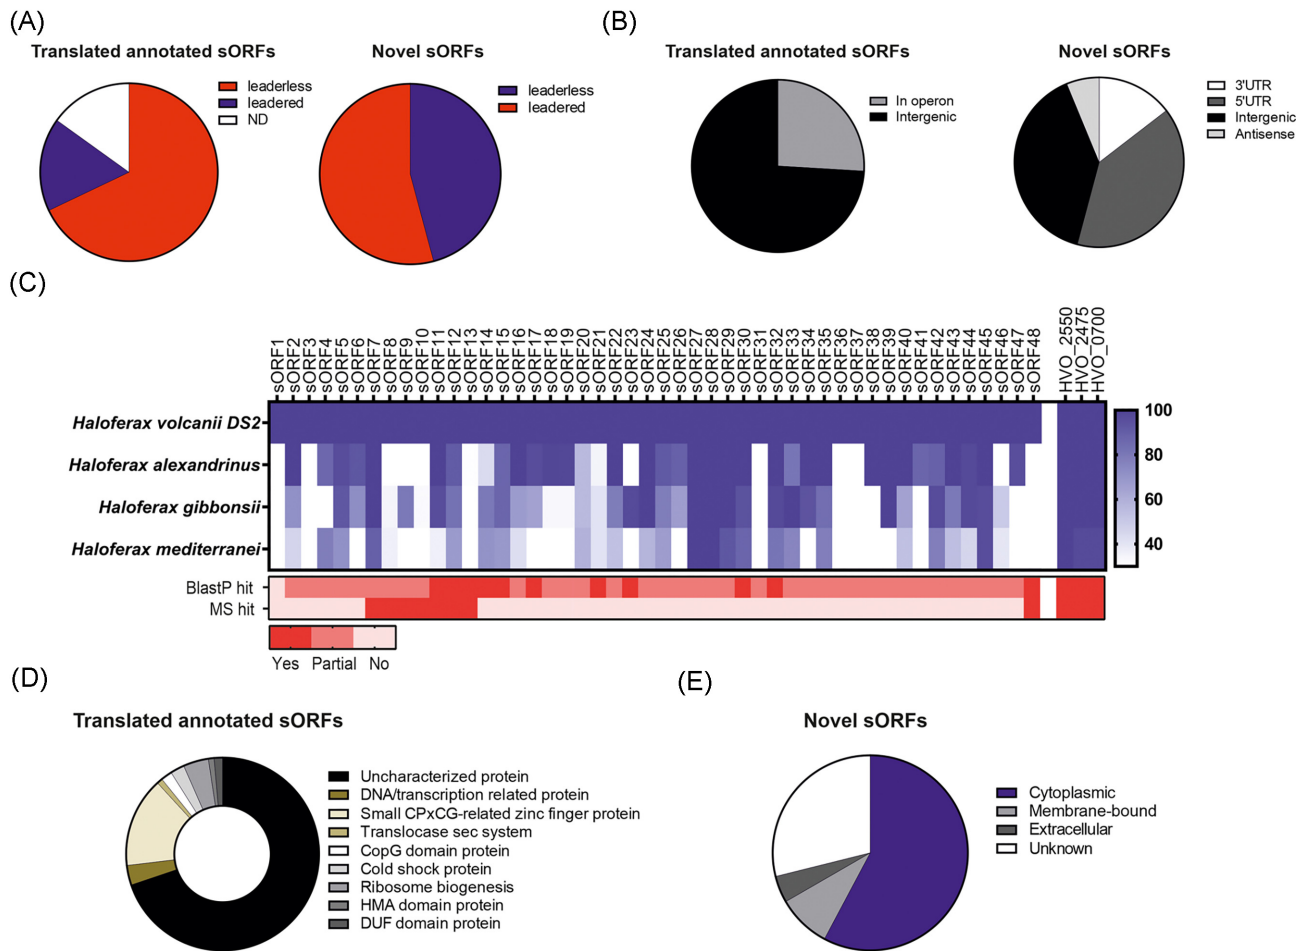 (A)
Translated annotated sORFs
leaderless
leadered
ND
Novel sORFs
leaderless
leadered
(B)
Translated annotated sORFs
In operon
Intergenic
Novel sORFs
3'UTR
5'UTR
Intergenic
Antisense
(C)
sORF1
sORF2
sORF3
sORF4
sORF5
sORF6
sORF7
sORF8
sORF9
sORF10
sORF11
sORF12
sORF13
sORF14
sORF15
sORF16
sORF17
sORF18
sORF19
sORF20
sORF21
sORF22
sORF23
sORF24
sORF25
sORF26
sORF27
sORF28
sORF29
sORF30
sORF31
sORF32
sORF33
sORF34
sORF35
sORF36
sORF37
sORF38
sORF39
sORF40
sORF41
sORF42
sORF43
sORF44
sORF45
sORF46
sORF47
sORF48
HVO_2550
HVO_2475
HVO_0700
Haloferax volcanii DS2
Haloferax alexandrinus
Haloferax gibbonsii
Haloferax mediterranei
100
80
60
40
BlastP hit
MS hit
Yes Partial No
(D)
Translated annotated sORFs
Uncharacterized protein
DNA/transcription related protein
Small CPxCG-related zinc finger protein
Translocase sec system
CopG domain protein
Cold shock protein
Ribosome biogenesis
HMA domain protein
DUF domain protein
(E)
Novel sORFs
Cytoplasmic
Membrane-bound
Extracellular
Unknown